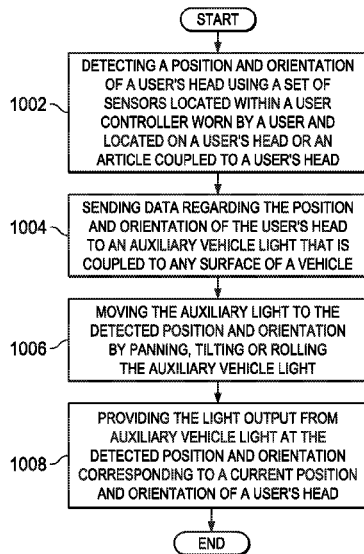 START
1002
DETECTING A POSITION AND ORIENTATION
OF A USER'S HEAD USING A SET OF
SENSORS LOCATED WITHIN A USER
CONTROLLER WORN BY A USER AND
LOCATED ON A USER'S HEAD OR AN
ARTICLE COUPLED TO A USER'S HEAD
1004
SENDING DATA REGARDING THE POSITION
AND ORIENTATION OF THE USER'S HEAD
TO AN AUXILIARY VEHICLE LIGHT THAT IS
COUPLED TO ANY SURFACE OF A VEHICLE
1006
MOVING THE AUXILIARY LIGHT TO THE
DETECTED POSITION AND ORIENTATION
BY PANNING, TILTING OR ROLLING
THE AUXILIARY VEHICLE LIGHT
1008
PROVIDING THE LIGHT OUTPUT FROM
AUXILIARY VEHICLE LIGHT AT THE
DETECTED POSITION AND ORIENTATION
CORRESPONDING TO A CURRENT POSITION
AND ORIENTATION OF A USER'S HEAD
END